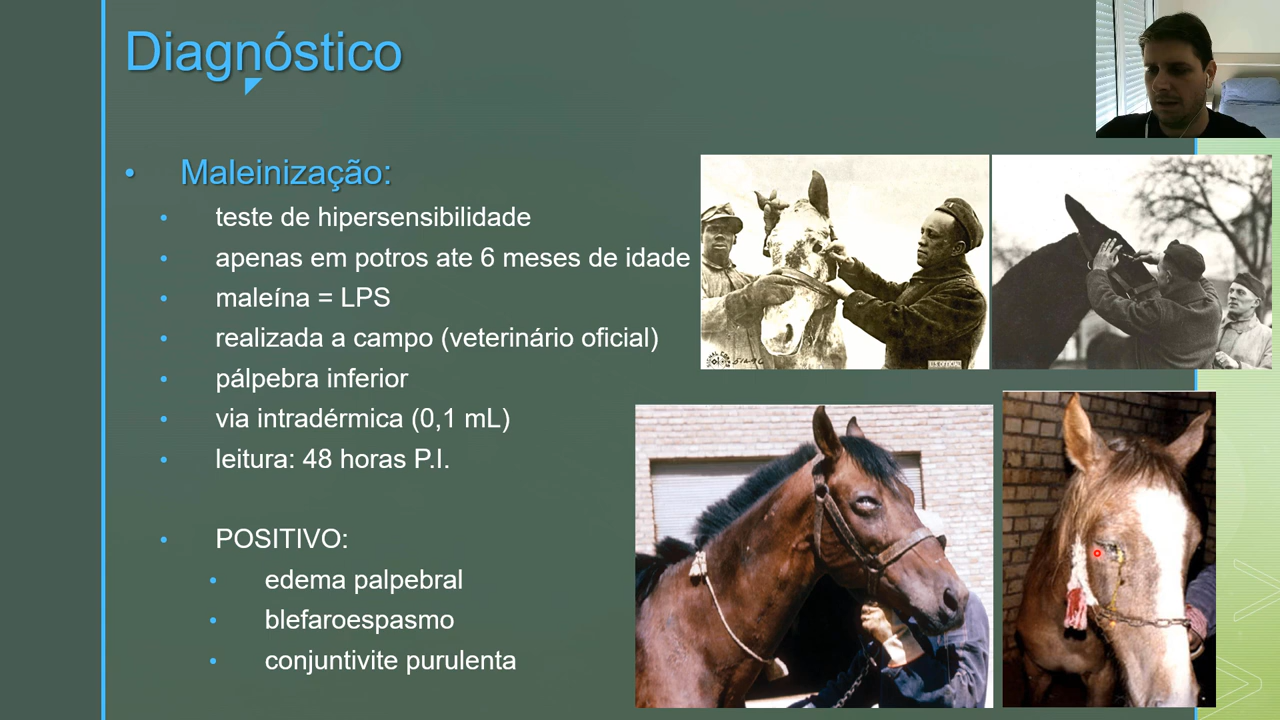 Diagnóstico
Maleinização:
teste de hipersensibilidade
apenas em potros ate 6 meses de idade
maleína = LPS
realizada a campo (veterinário oficial)
pálpebra inferior
via intradérmica (0,1 mL)
leitura: 48 horas P.I.
POSITIVO:
edema palpebral
blefaroespasmo
conjuntivite purulenta